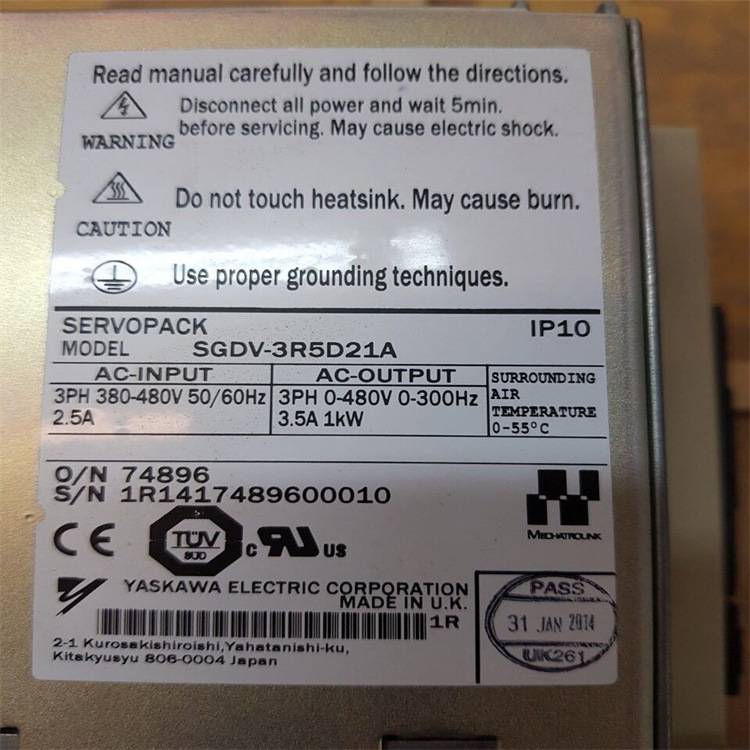 Read manual carefully and follow the directions.
WARNING
Disconnect all power and wait 5min.
before servicing. May cause electric shock.
CAUTION
Do not touch heatsink. May cause burn.
Use proper grounding techniques.
SERVOPACK IP10
MODEL SGDV-3R5D21A
AC-INPUT
3PH 380-480V 50/60Hz
2.5A
AC-OUTPUT
3PH 0-480V 0-300Hz
3.5A 1kW
SURROUNDING
AIR
TEMPERATURE
0-55°C
O/N 74896
S/N 1R1417489600010
MECHATROLINK
CE
TÜV
SÜD
c RU US
YASKAWA ELECTRIC CORPORATION
MADE IN U.K.
1R
2-1 Kurosakishiroishi,Yahatanishi-ku,
Kitakyusyu 806-0004 Japan
PASS
31 JAN 2014
UK261